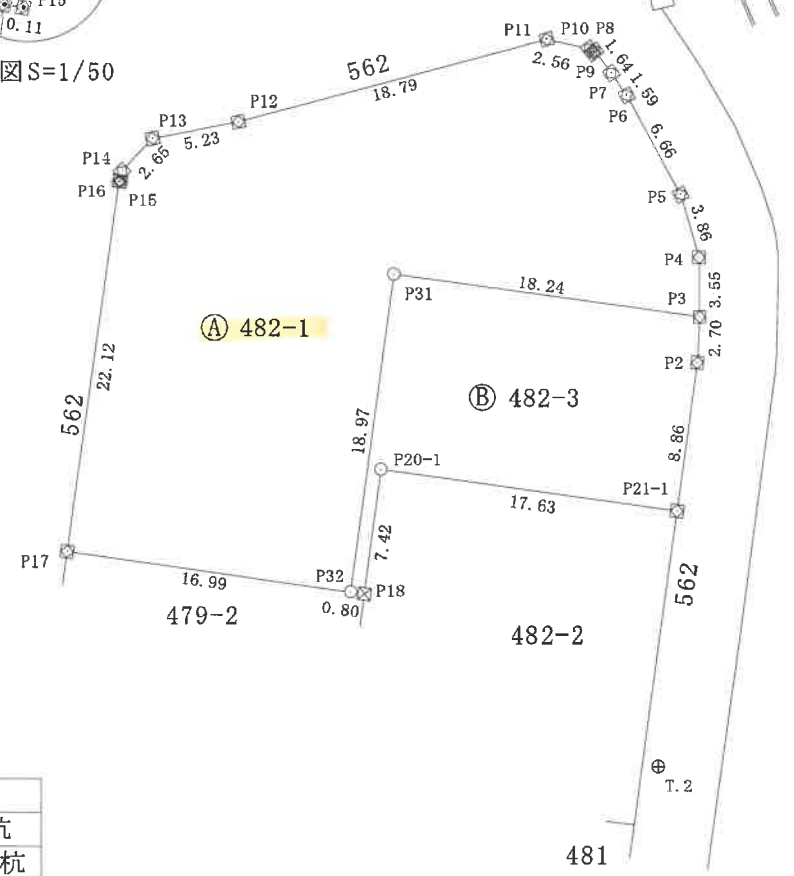 P15
0.11
図 S=1/50
P11
P10
P8
562
2.56
P9
1.64
18.79
P7
1.59
P12
P6
P13
5.23
6.66
2.65
P14
P16
P15
P5
3.86
P4
18.24
3.55
P31
P3
Ⓐ 482-1
2.70
22.12
P2
562
Ⓑ 482-3
18.97
8.86
P20-1
P21-1
17.63
7.42
P17
16.99
P32
P18
562
0.80
479-2
482-2
T.2
杭
杭
481